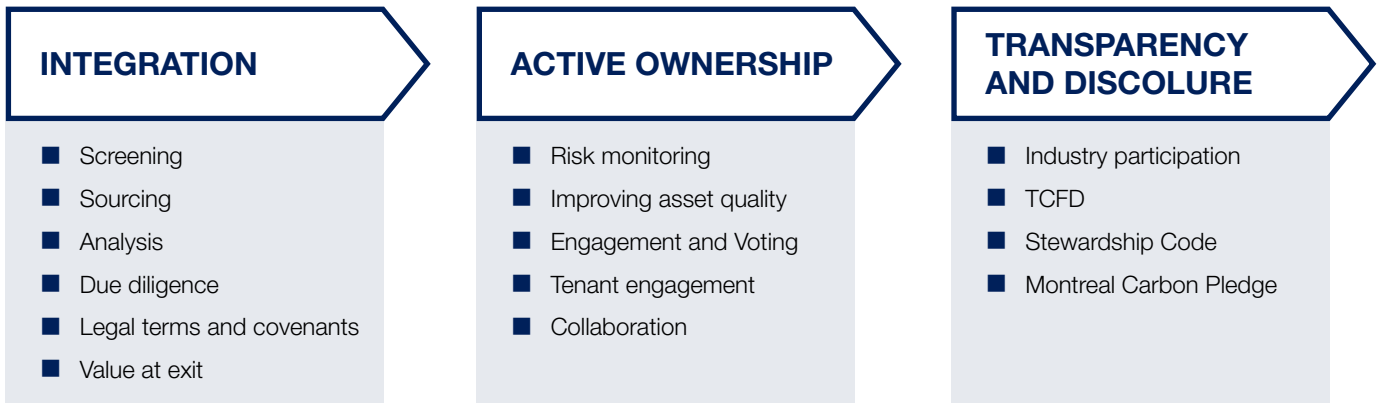 INTEGRATION
Screening
Sourcing
Analysis
Due diligence
Legal terms and covenants
Value at exit
ACTIVE OWNERSHIP
Risk monitoring
Improving asset quality
Engagement and Voting
Tenant engagement
Collaboration
TRANSPARENCY
AND DISCOLURE
Industry participation
TCFD
Stewardship Code
Montreal Carbon Pledge